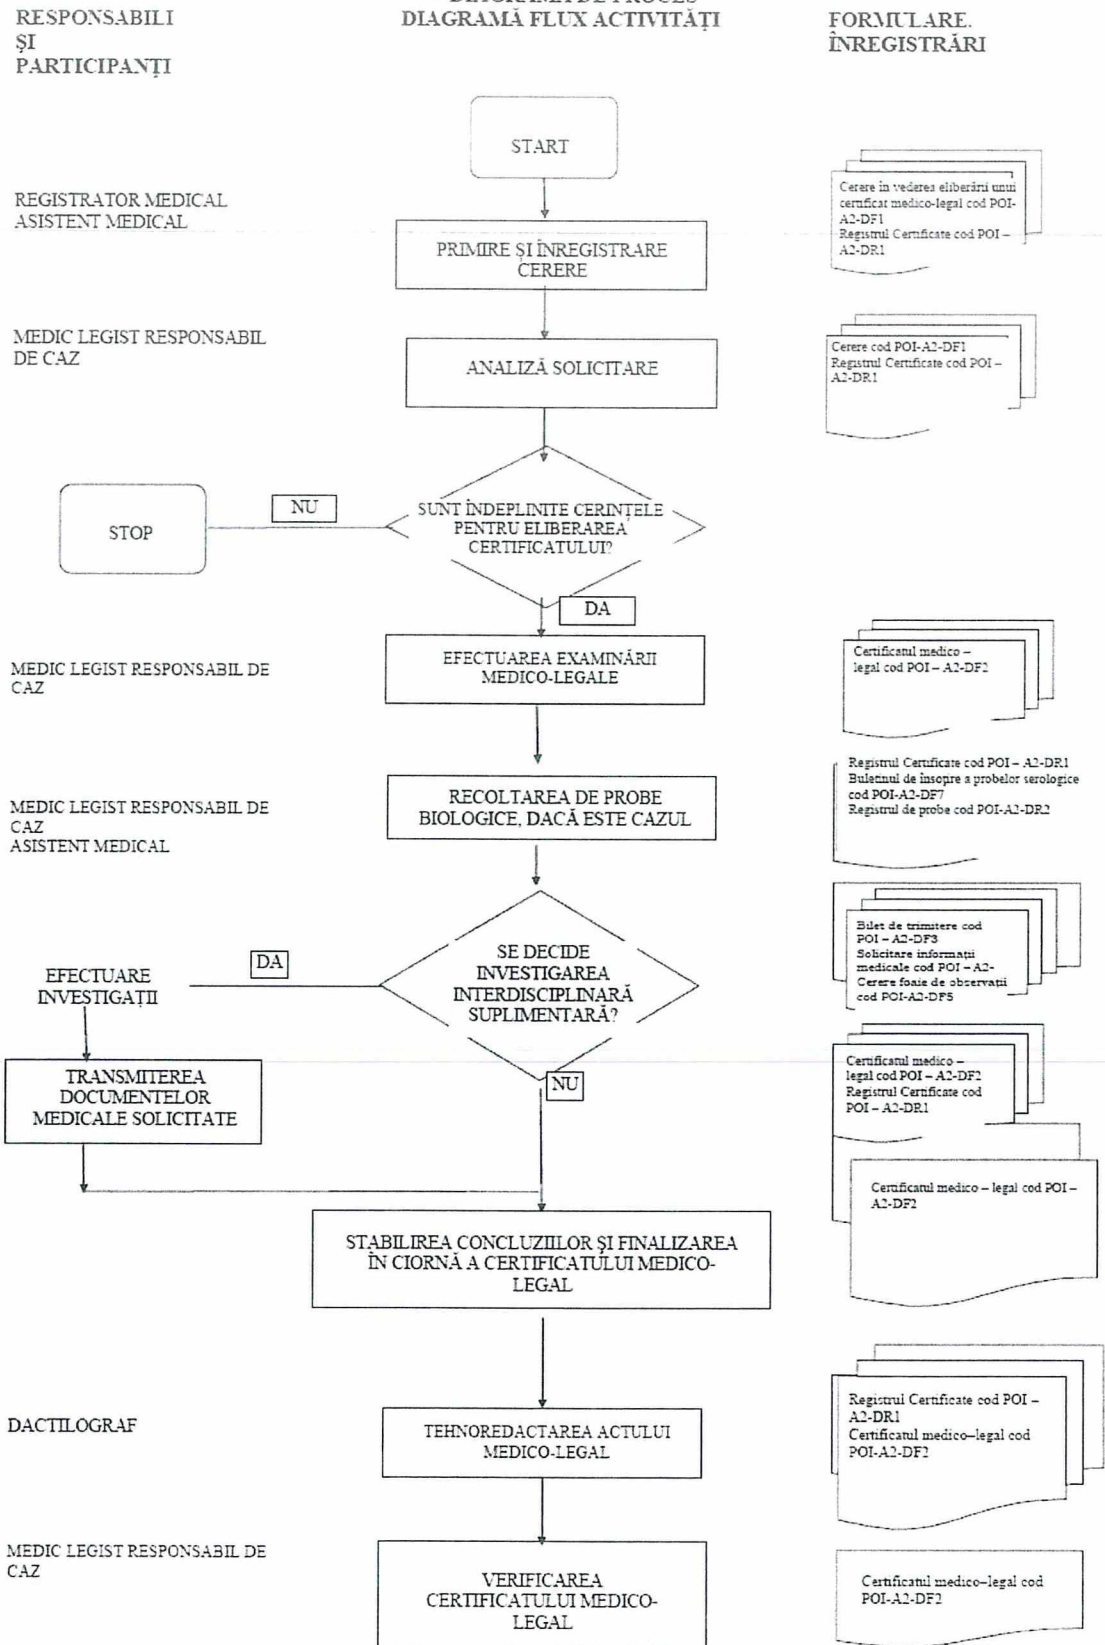 RESPONSABILI
ȘI
PARTICIPANȚI
DIAGRAMĂ FLUX ACTIVITĂȚI
FORMULARE.
ÎNREGISTRĂRI
START
REGISTRATOR MEDICAL
ASISTENT MEDICAL
PRIMIRE ȘI ÎNREGISTRARE
CERERE
Cerere în vederea eliberării unui
certificat medico-legal cod POI-
A2-DF1
Registrul Certificate cod POI –
A2-DR1
MEDIC LEGIST RESPONSABIL
DE CAZ
ANALIZĂ SOLICITARE
Cerere cod POI-A2-DF1
Registrul Certificate cod POI –
A2-DR1
SUNT ÎNDEPLINITE CERINȚELE
PENTRU ELIBERAREA
CERTIFICATULUI?
NU
STOP
DA
MEDIC LEGIST RESPONSABIL DE
CAZ
EFECTUAREA EXAMINĂRII
MEDICO-LEGALE
Certificatul medico –
legal cod POI – A2-DF2
MEDIC LEGIST RESPONSABIL DE
CAZ
ASISTENT MEDICAL
RECOLTAREA DE PROBE
BIOLOGICE, DACĂ ESTE CAZUL
Registrul Certificate cod POI – A2-DR1
Buletinul de însopre a probelor serologice
cod POI-A2-DF7
Registrul de probe cod POI-A2-DR2
SE DECIDE
INVESTIGAREA
INTERDISCIPLINARĂ
SUPLIMENTARĂ?
DA
EFECTUARE
INVESTIGAȚII
Bilet de trimitere cod
POI – A2-DF3
Solicitare informații
medicale cod POI – A2-
Cerere foaie de observații
cod POI-A2-DF5
TRANSMITEREA
DOCUMENTELOR
MEDICALE SOLICITATE
NU
Certificatul medico –
legal cod POI – A2-DF2
Registrul Certificate cod
POI – A2-DR1
Certificatul medico – legal cod POI –
A2-DF2
STABILIREA CONCLUZIILOR ȘI FINALIZAREA
ÎN CIORNĂ A CERTIFICATULUI MEDICO-
LEGAL
DACTILOGRAF
TEHNOREDACTAREA ACTULUI
MEDICO-LEGAL
Registrul Certificate cod POI –
A2-DR1
Certificatul medico–legal cod
POI-A2-DF2
MEDIC LEGIST RESPONSABIL DE
CAZ
VERIFICAREA
CERTIFICATULUI MEDICO-
LEGAL
Certificatul medico–legal cod
POI-A2-DF2